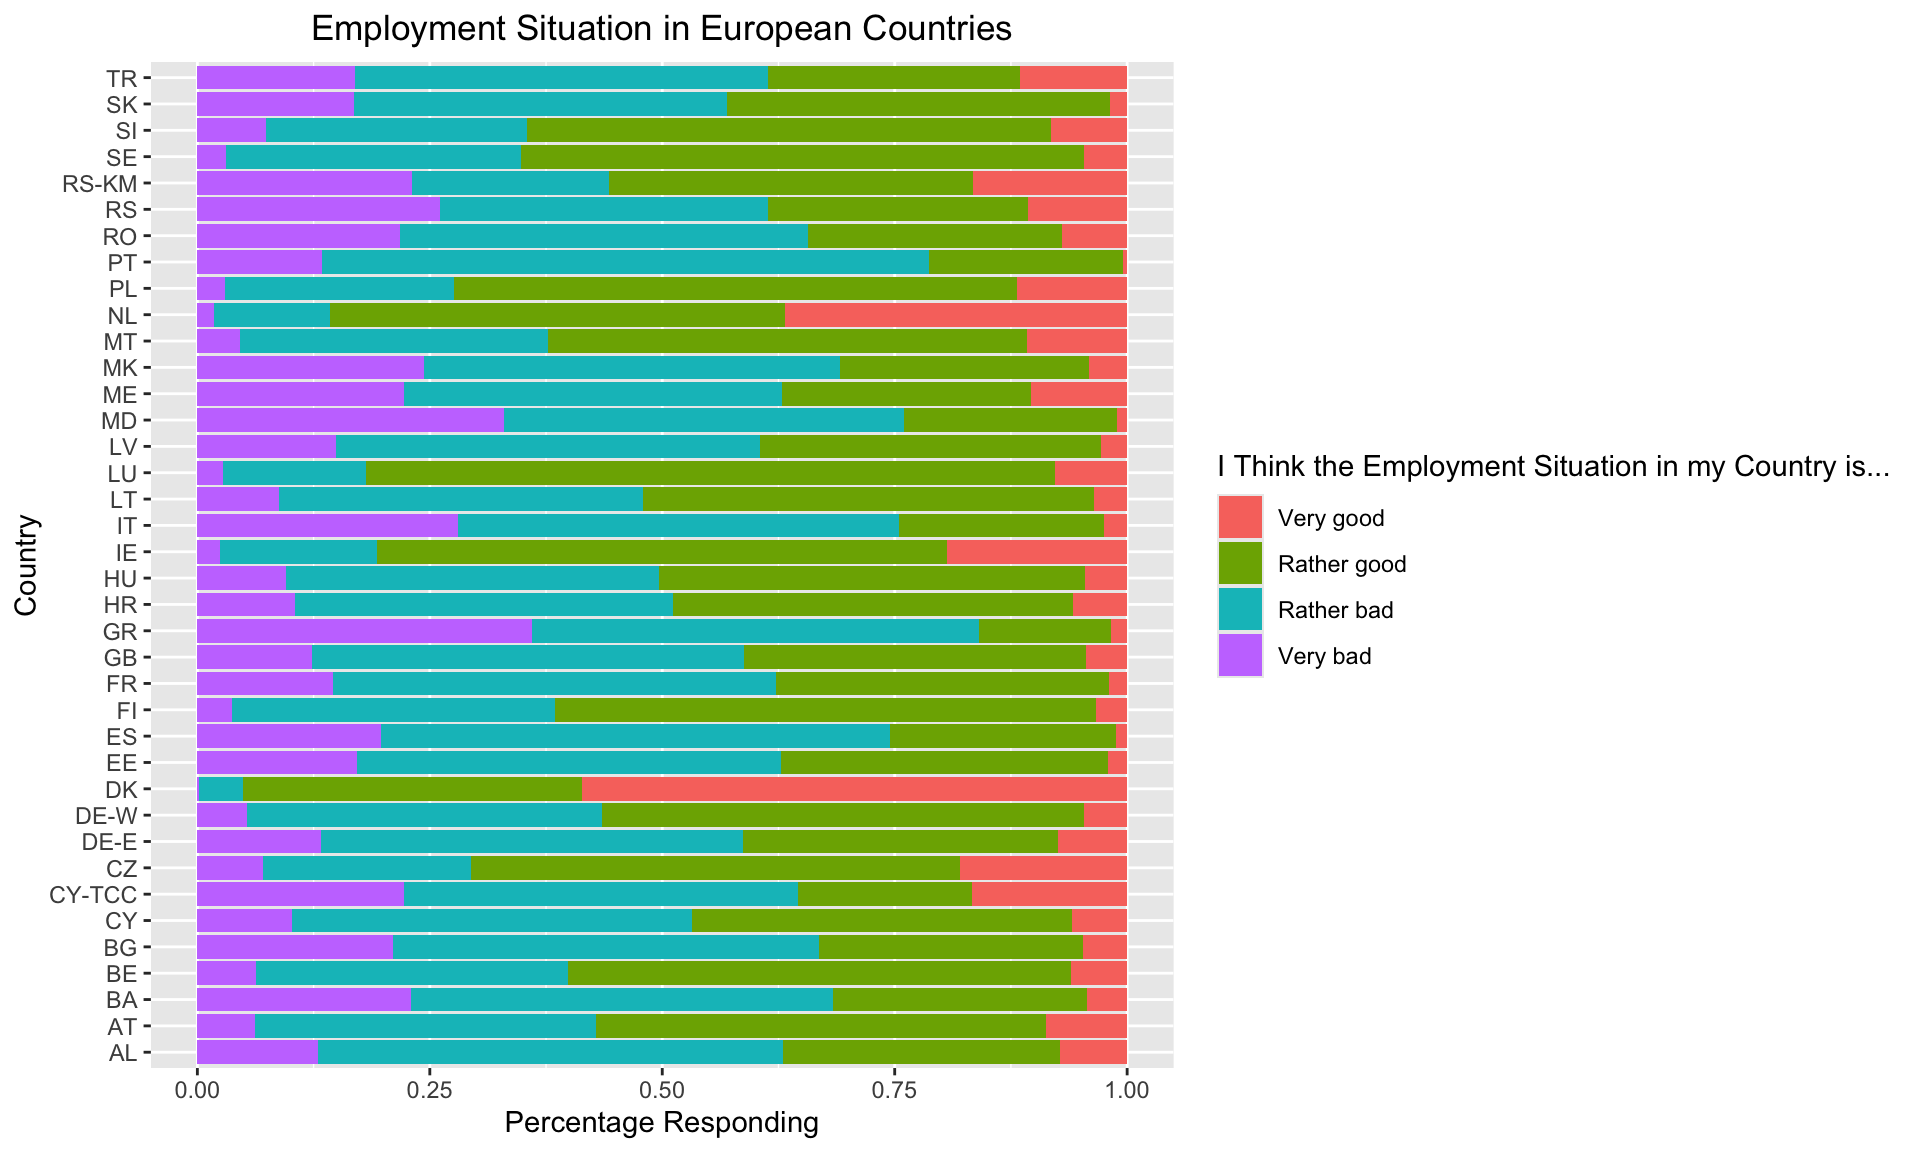 Employment Situation in European Countries
TR
SK
SI
SE
RS-KM
RS
RO
PT
PL
NL
MT
MK
ME
MD
LV
LU
LT
IT
IE
HU
HR
GR
GB
FR
FI
ES
EE
DK
DE-W
DE-E
CZ
CY-TCC
CY
BG
BE
BA
AT
AL
Country
0.00 0.25 0.50 0.75 1.00
Percentage Responding
I Think the Employment Situation in my Country is...
Very good
Rather good
Rather bad
Very bad